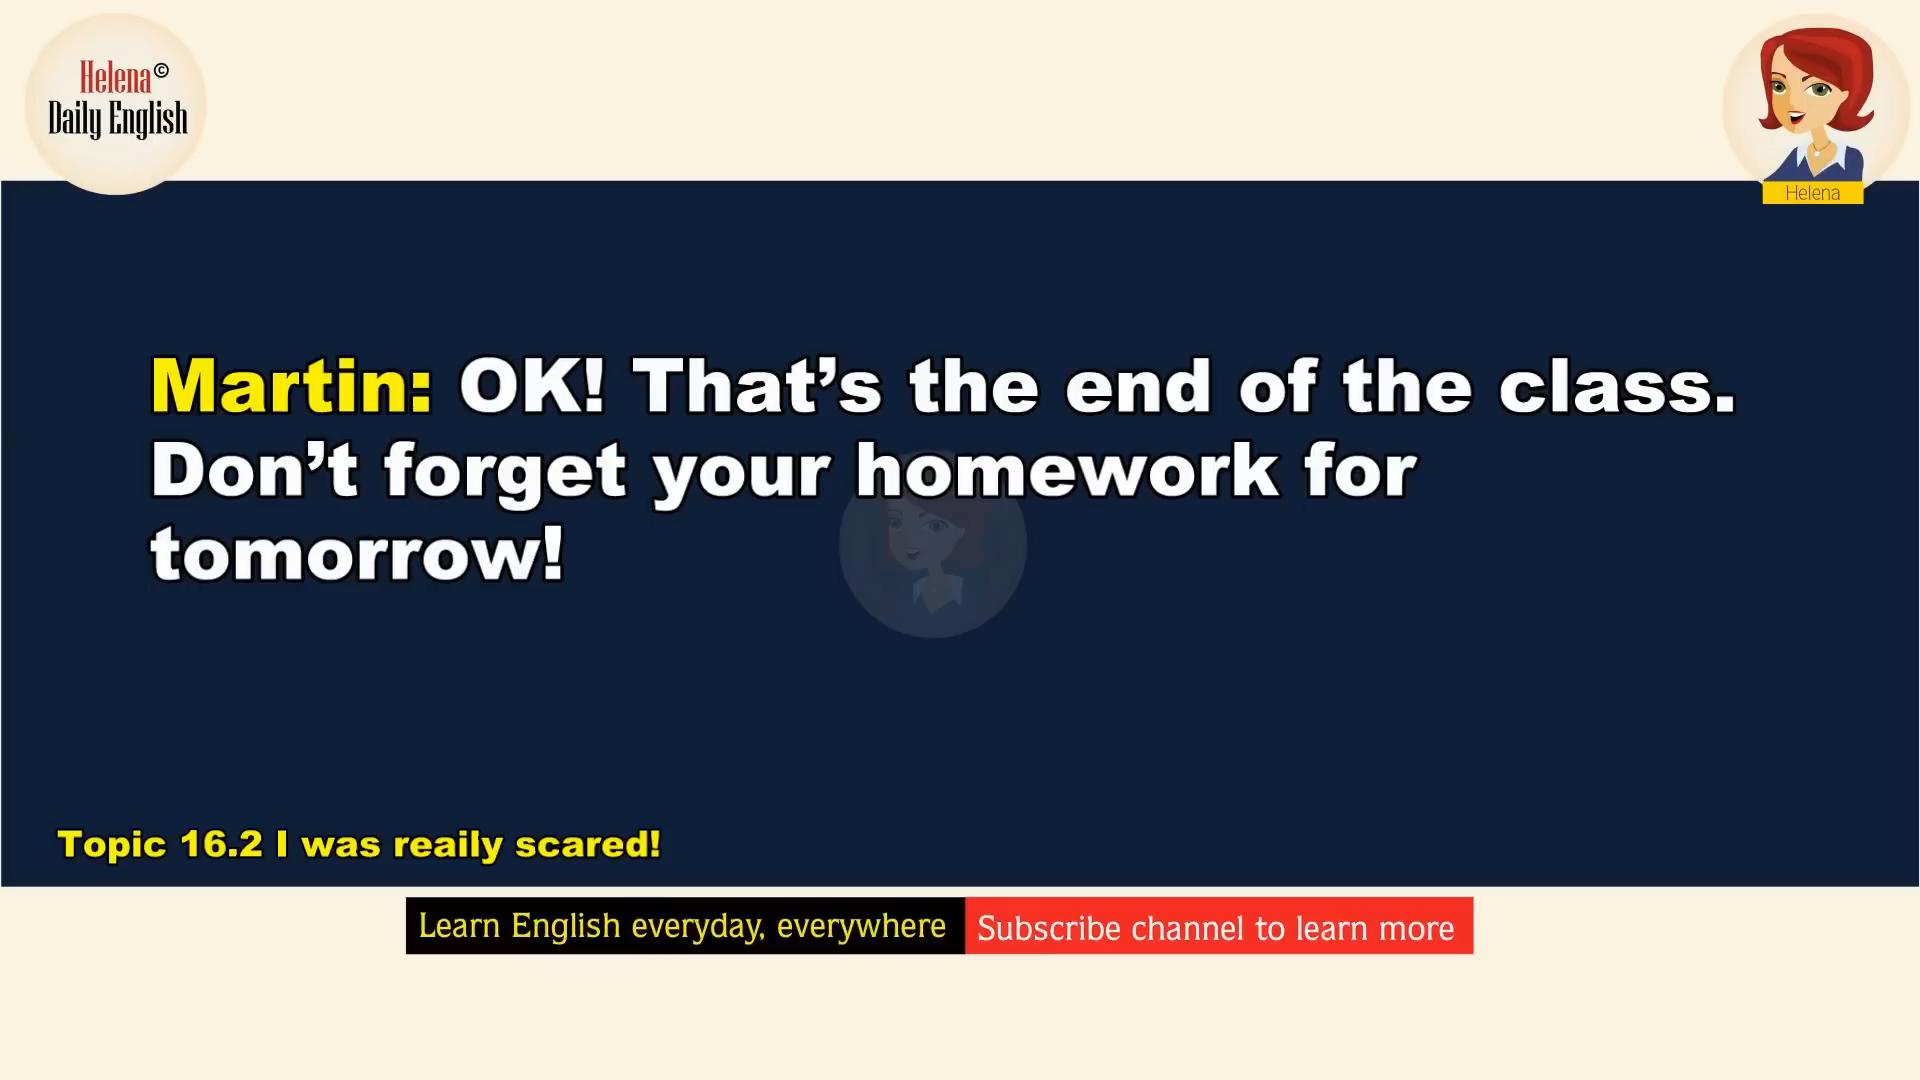 Helena©
Daily English
Helena
Martin: OK! That’s the end of the class.
Don’t forget your homework for
tomorrow!
Topic 16.2 I was reaily scared!
Learn English everyday, everywhere
Subscribe channel to learn more